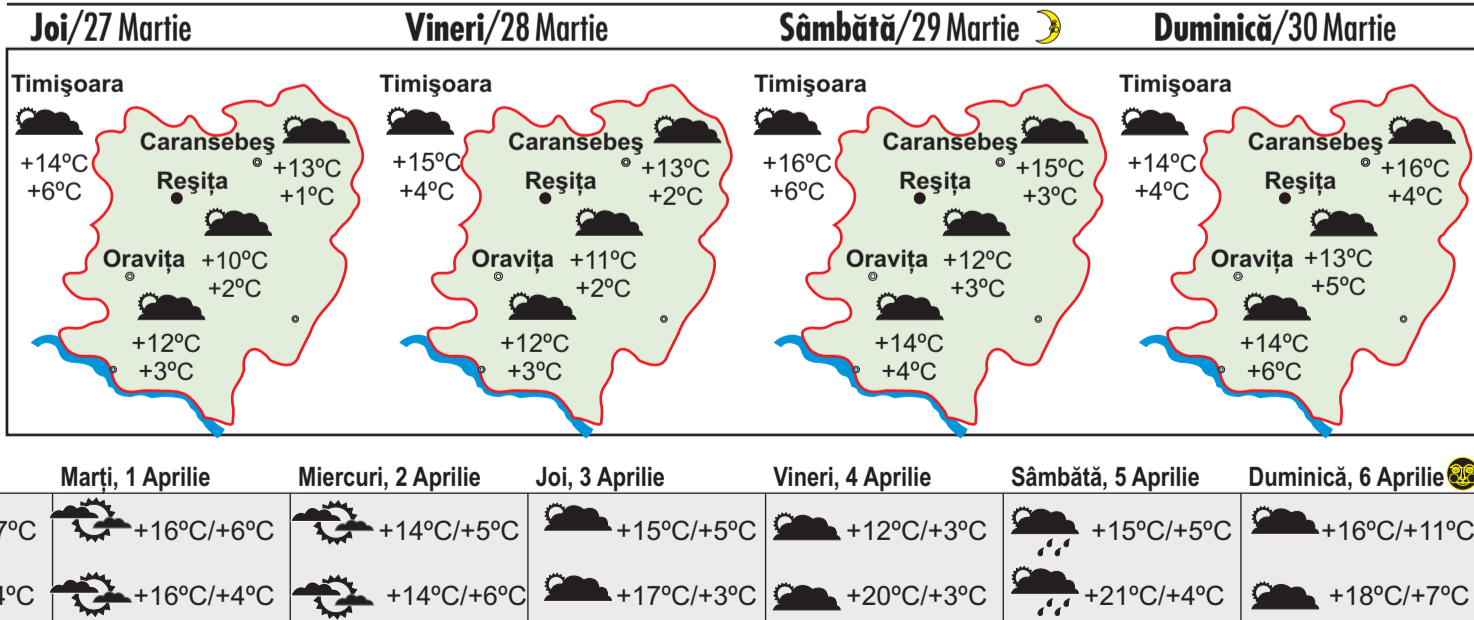 Joi/27 Martie
Timişoara
+14ºC
+6ºC
Caransebeş
+13ºC
+1ºC
Reşiţa
+10ºC
+2ºC
Oraviţa
+12ºC
+3ºC
Vineri/28 Martie
Timişoara
+15ºC
+4ºC
Caransebeş
+13ºC
+2ºC
Reşiţa
+11ºC
+2ºC
Oraviţa
+12ºC
+3ºC
Sâmbătă/29 Martie
Timişoara
+16ºC
+6ºC
Caransebeş
+15ºC
+3ºC
Reşiţa
+12ºC
+3ºC
Oraviţa
+14ºC
+4ºC
Duminică/30 Martie
Timişoara
+14ºC
+4ºC
Caransebeş
+16ºC
+4ºC
Reşiţa
+13ºC
+5ºC
Oraviţa
+14ºC
+6ºC
Marți, 1 Aprilie Miercuri, 2 Aprilie Joi, 3 Aprilie Vineri, 4 Aprilie Sâmbătă, 5 Aprilie Duminică, 6 Aprilie
7ºC +16ºC/+6ºC +14ºC/+5ºC +15ºC/+5ºC +12ºC/+3ºC +15ºC/+5ºC +16ºC/+11ºC
ºC +16ºC/+4ºC +14ºC/+6ºC +17ºC/+3ºC +20ºC/+3ºC +21ºC/+4ºC +18ºC/+7ºC